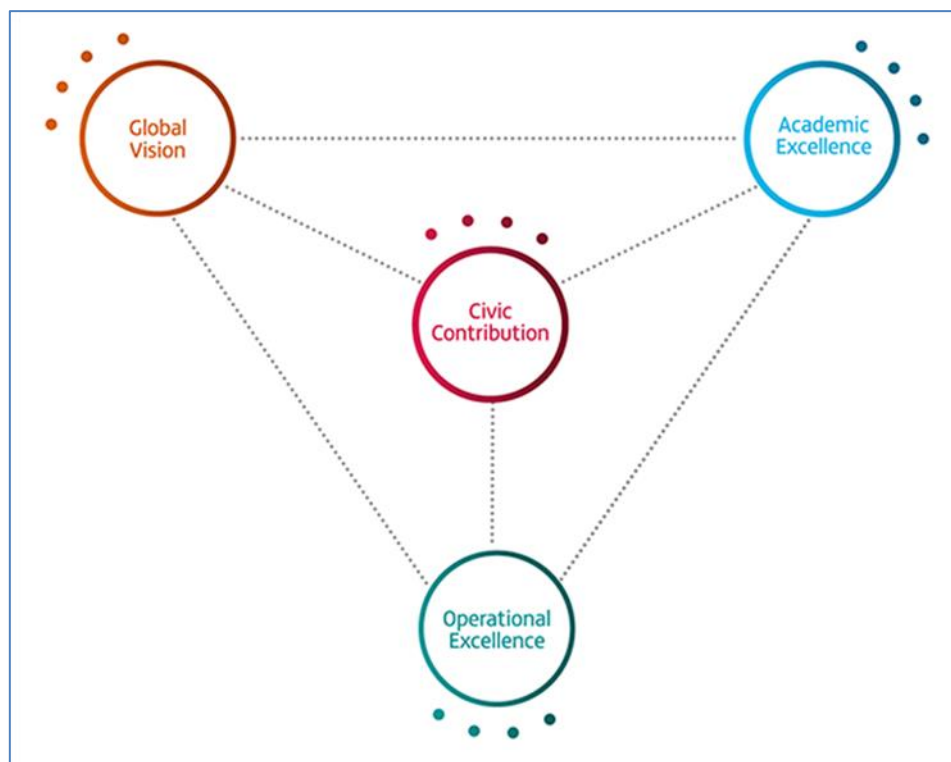 Global
Vision
Academic
Excellence
Civic
Contribution
Operational
Excellence